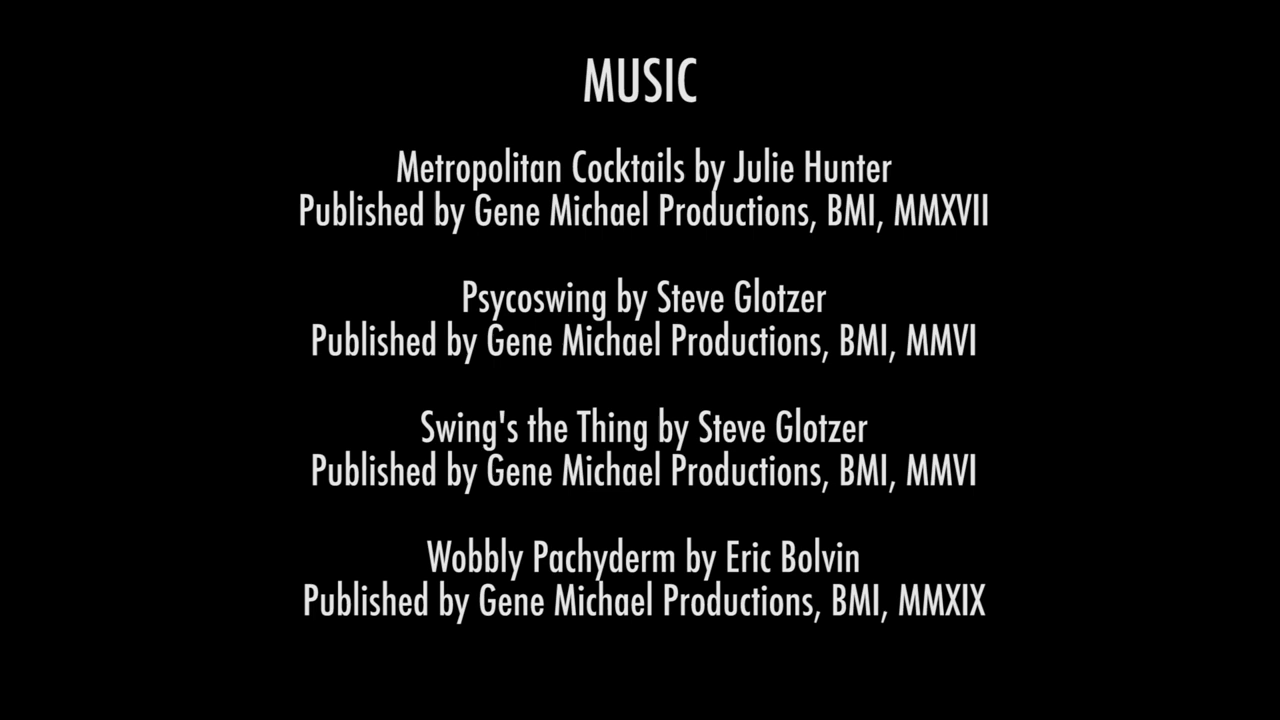 MUSIC
Metropolitan Cocktails by Julie Hunter
Published by Gene Michael Productions, BMI, MMXVII
Psycoswing by Steve Glotzer
Published by Gene Michael Productions, BMI, MMVI
Swing's the Thing by Steve Glotzer
Published by Gene Michael Productions, BMI, MMVI
Wobbly Pachyderm by Eric Bolvin
Published by Gene Michael Productions, BMI, MMXIX